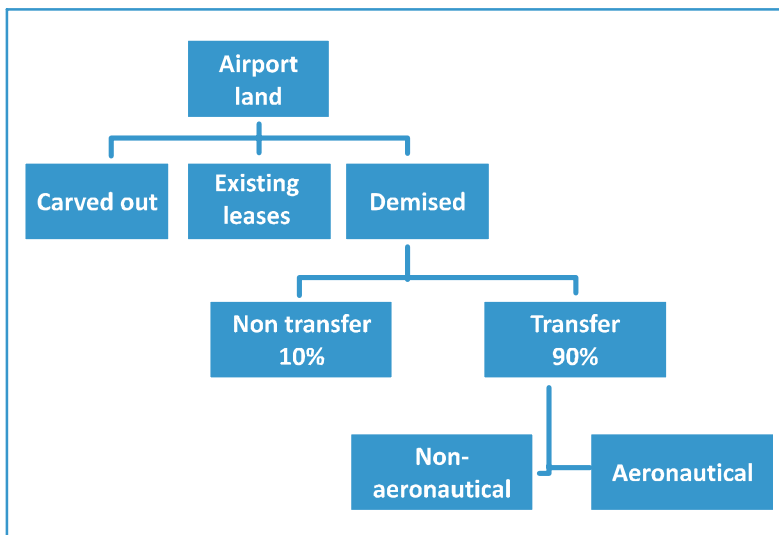 Airport
land
Carved out
Existing
leases
Demised
Non transfer
10%
Transfer
90%
Non-
aeronautical
Aeronautical